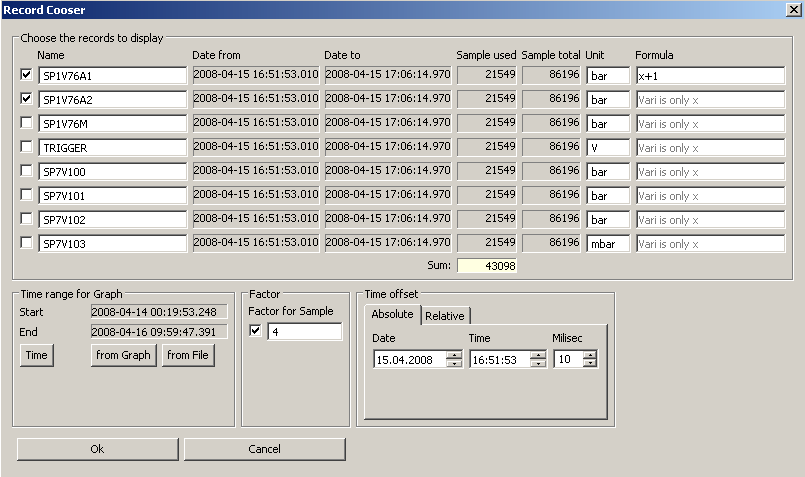 Record Cooser
Choose the records to display
Name Date from Date to Sample used Sample total Unit Formula
SP1V76A1 2008-04-15 16:51:53.010 2008-04-15 17:06:14.970 21549 86196 bar x+1
SP1V76A2 2008-04-15 16:51:53.010 2008-04-15 17:06:14.970 21549 86196 bar Vari is only x
SP1V76M 2008-04-15 16:51:53.010 2008-04-15 17:06:14.970 21549 86196 bar Vari is only x
TRIGGER 2008-04-15 16:51:53.010 2008-04-15 17:06:14.970 21549 86196 V Vari is only x
SP7V100 2008-04-15 16:51:53.010 2008-04-15 17:06:14.970 21549 86196 bar Vari is only x
SP7V101 2008-04-15 16:51:53.010 2008-04-15 17:06:14.970 21549 86196 bar Vari is only x
SP7V102 2008-04-15 16:51:53.010 2008-04-15 17:06:14.970 21549 86196 bar Vari is only x
SP7V103 2008-04-15 16:51:53.010 2008-04-15 17:06:14.970 21549 86196 mbar Vari is only x
Sum: 43098
Time range for Graph
Start 2008-04-14 00:19:53.248
End 2008-04-16 09:59:47.391
Time from Graph from File
Factor
Factor for Sample
4
Time offset
Absolute Relative
Date Time Milisec
15.04.2008 16:51:53 10
Ok Cancel